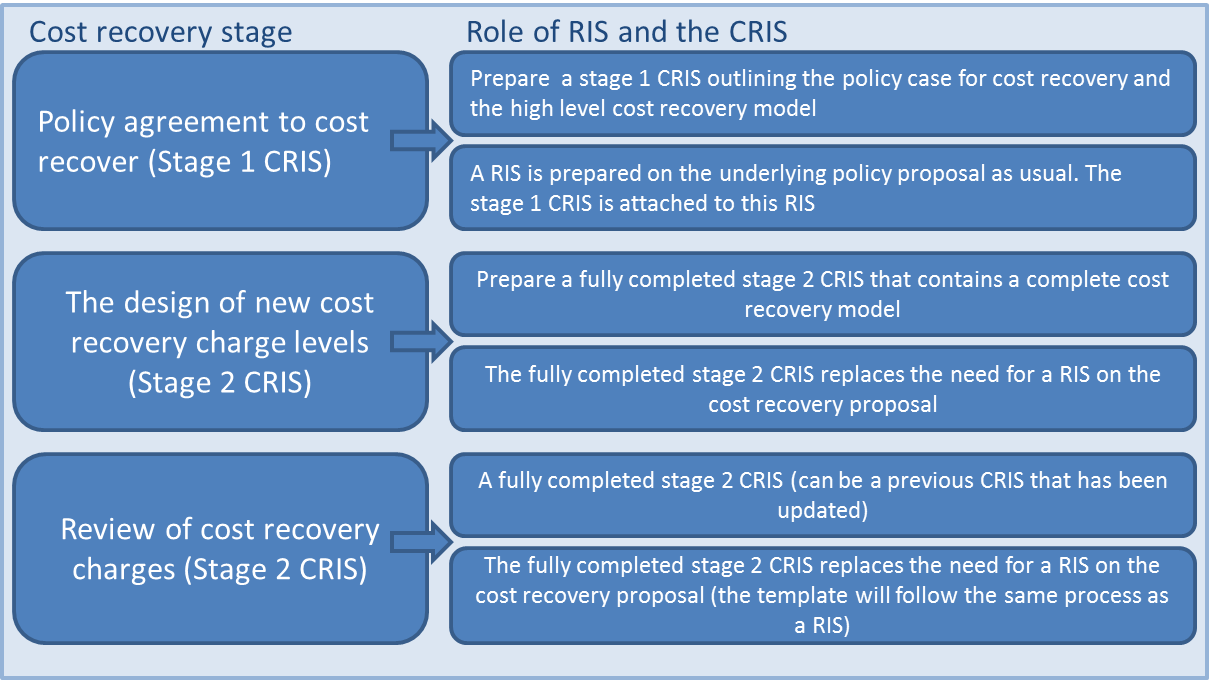 Cost recovery stage
Role of RIS and the CRIS
Policy agreement to cost
recover (Stage 1 CRIS)
Prepare a stage 1 CRIS outlining the policy case for cost recovery and
the high level cost recovery model
A RIS is prepared on the underlying policy proposal as usual. The
stage 1 CRIS is attached to this RIS
The design of new cost
recovery charge levels
(Stage 2 CRIS)
Prepare a fully completed stage 2 CRIS that contains a complete cost
recovery model
The fully completed stage 2 CRIS replaces the need for a RIS on the
cost recovery proposal
Review of cost recovery
charges (Stage 2 CRIS)
A fully completed stage 2 CRIS (can be a previous CRIS that has been
updated)
The fully completed stage 2 CRIS replaces the need for a RIS on the
cost recovery proposal (the template will follow the same process as
a RIS)